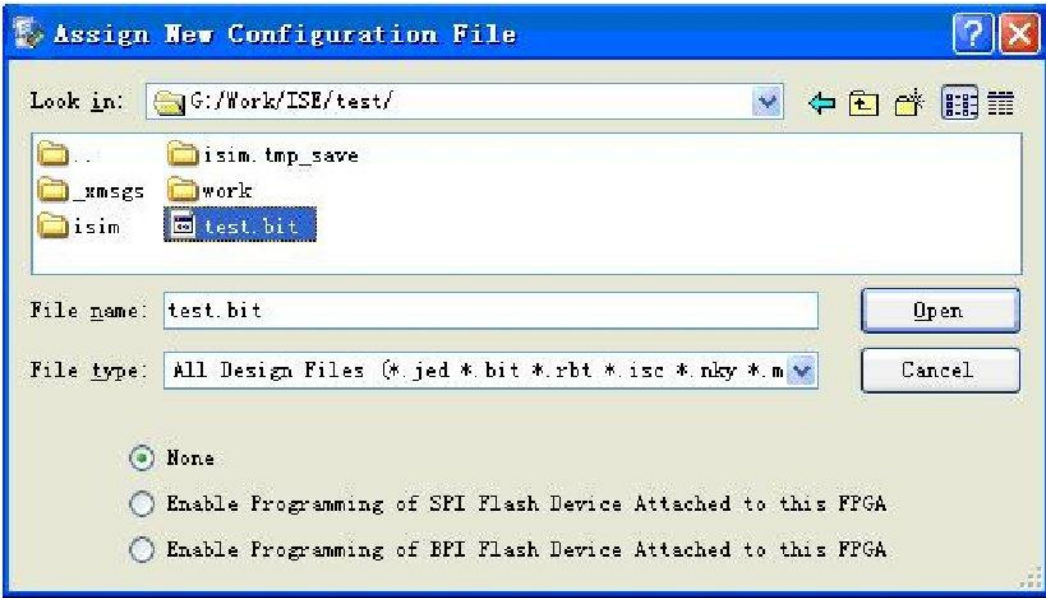 Assign New Configuration File
Look in: G:/Work/ISE/test/
.. isim.tmp_save
_xmsgs work
isim test.bit
File name: test.bit Open
File type: All Design Files (*.jed *.bit *.rbt *.isc *.nky *.m Cancel
None
Enable Programming of SPI Flash Device Attached to this FPGA
Enable Programming of BPI Flash Device Attached to this FPGA